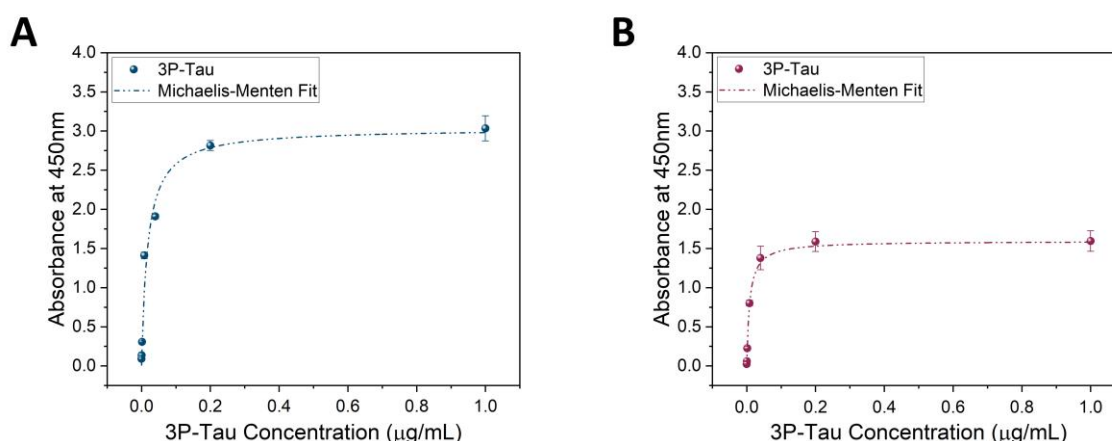 A
4.0
3.5
3.0
2.5
2.0
1.5
1.0
0.5
0.0
Absorbance at 450nm
3P-Tau
Michaelis-Menten Fit
0.0 0.2 0.4 0.6 0.8 1.0
3P-Tau Concentration (μg/mL)
B
4.0
3.5
3.0
2.5
2.0
1.5
1.0
0.5
0.0
Absorbance at 450nm
3P-Tau
Michaelis-Menten Fit
0.0 0.2 0.4 0.6 0.8 1.0
3P-Tau Concentration (μg/mL)